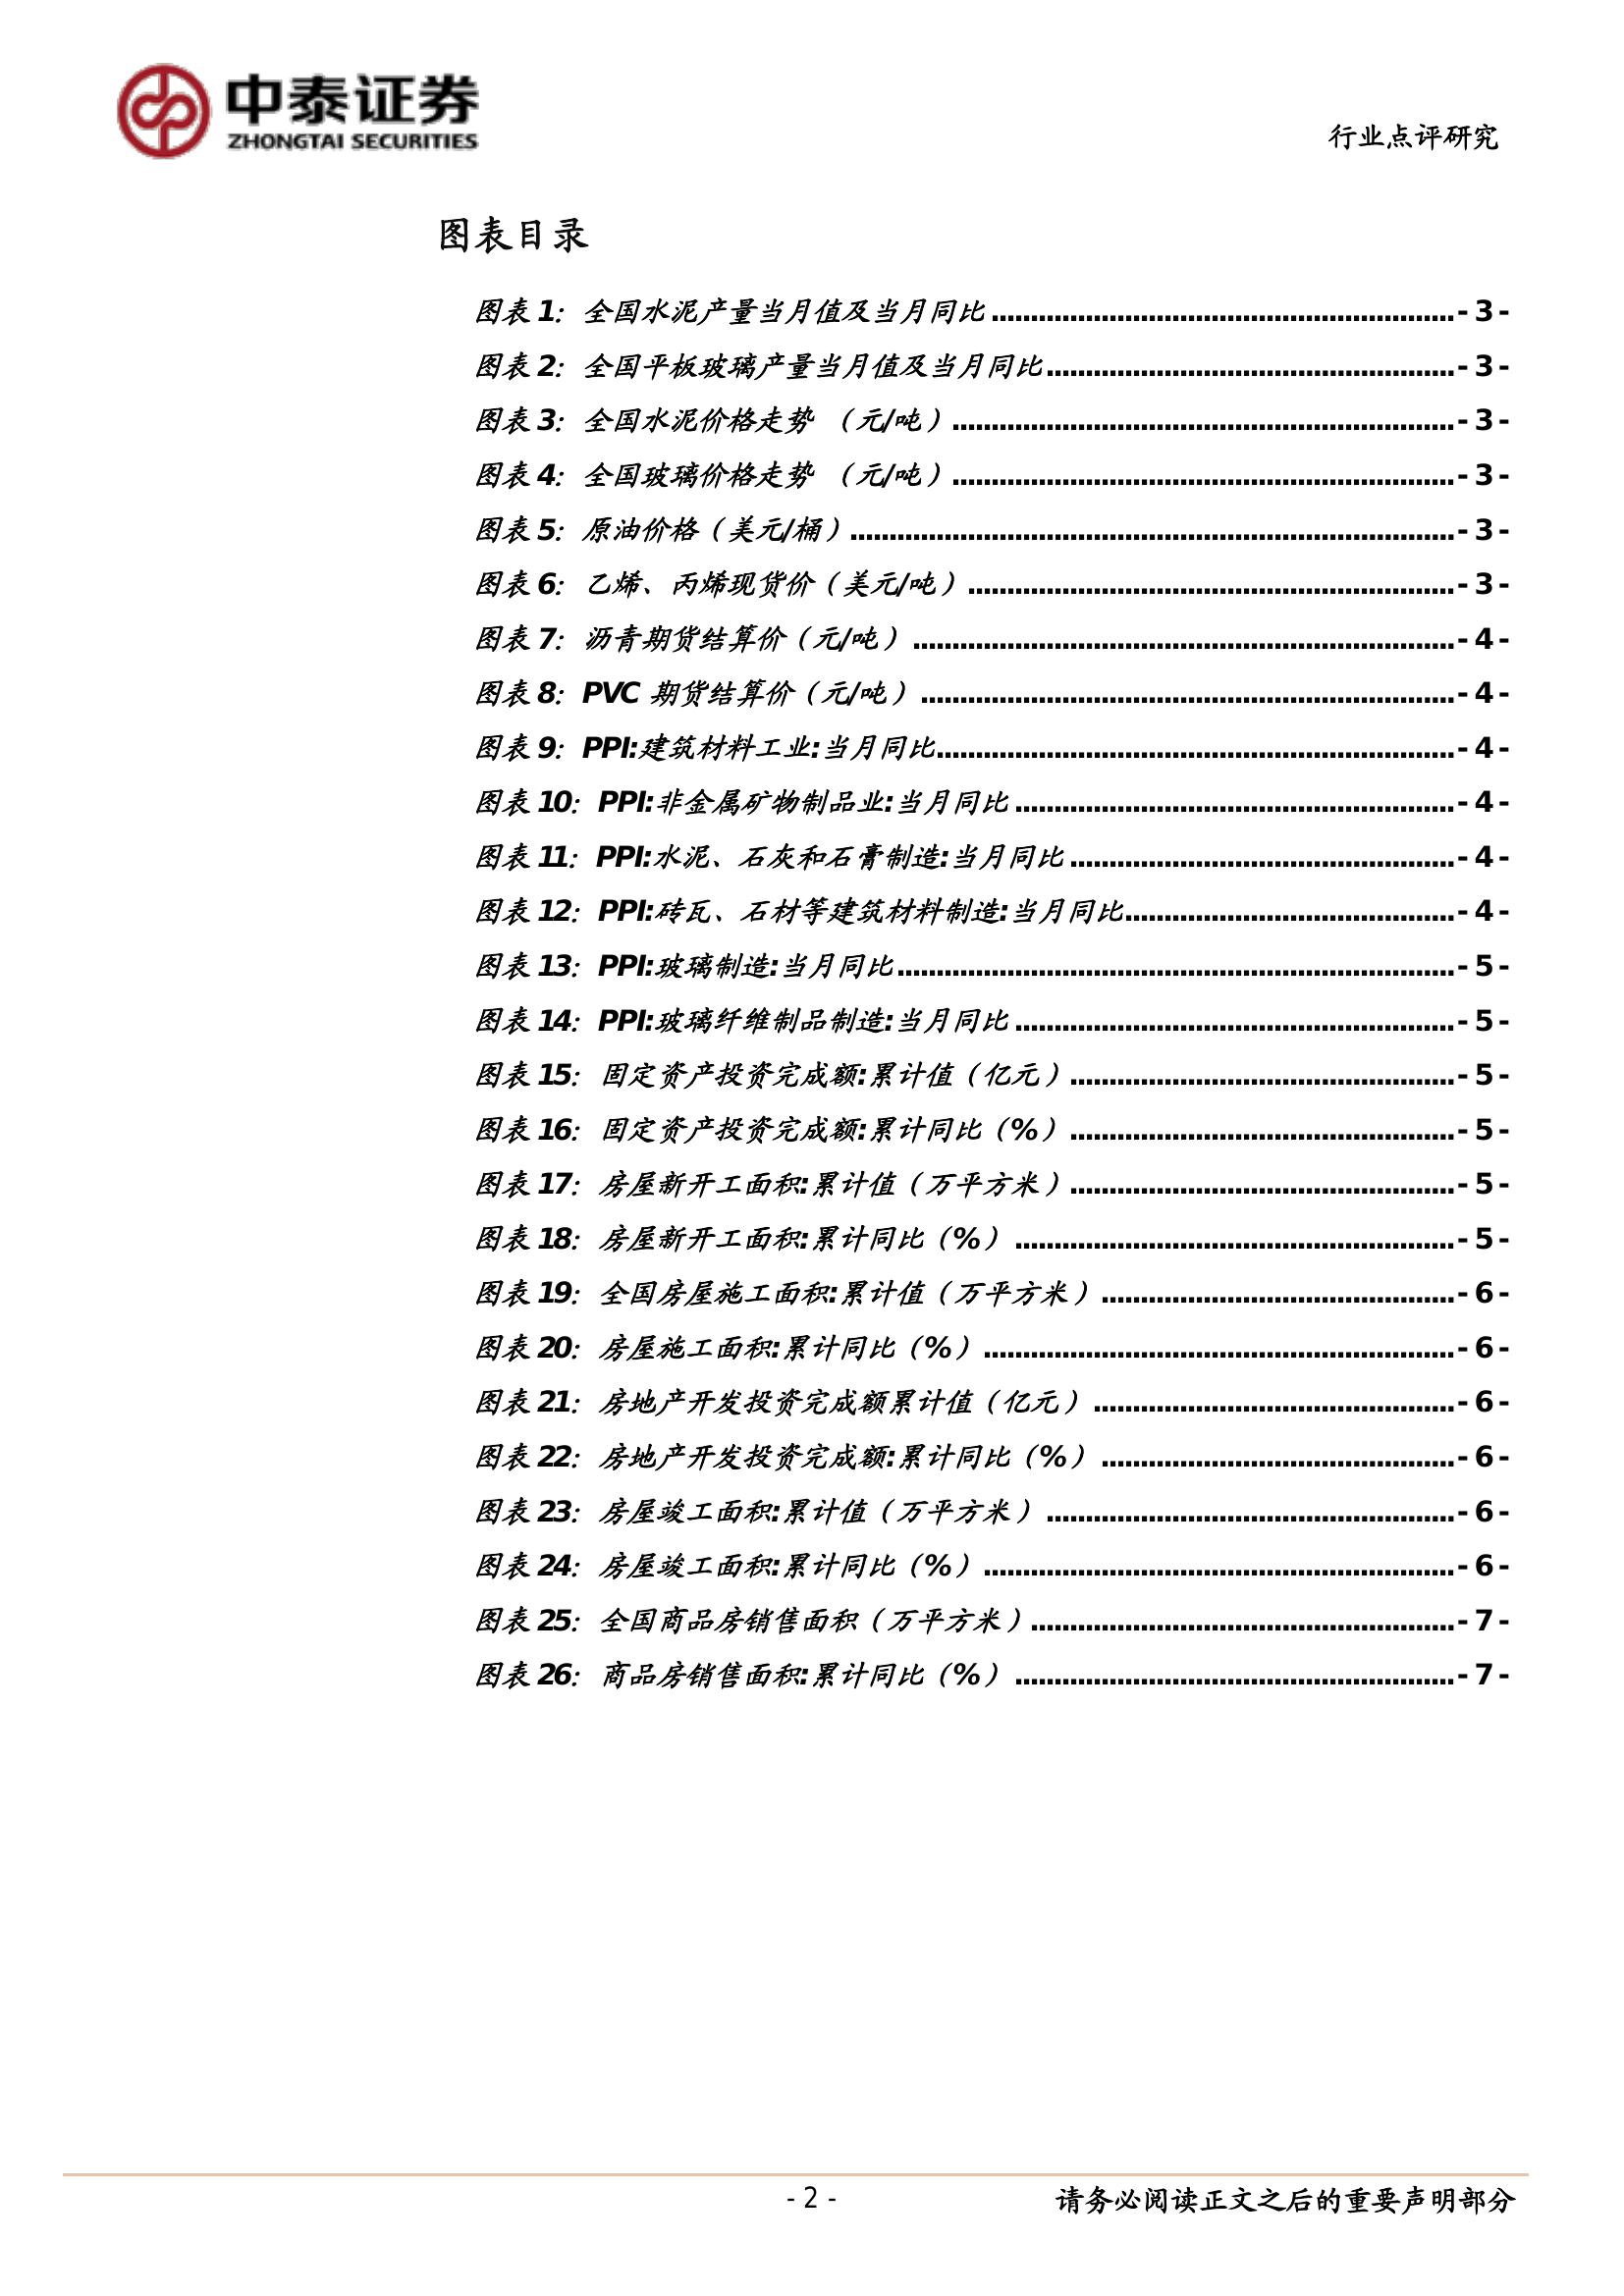 中泰证券
ZHONGTAI SECURITIES
行业点评研究
图表目录
图表 1：全国水泥产量当月值及当月同比 - 3 -
图表 2：全国平板玻璃产量当月值及当月同比 - 3 -
图表 3：全国水泥价格走势 （元/吨） - 3 -
图表 4：全国玻璃价格走势 （元/吨） - 3 -
图表 5：原油价格（美元/桶） - 3 -
图表 6：乙烯、丙烯现货价（美元/吨） - 3 -
图表 7：沥青期货结算价（元/吨） - 4 -
图表 8：PVC 期货结算价（元/吨） - 4 -
图表 9：PPI:建筑材料工业:当月同比 - 4 -
图表 10：PPI:非金属矿物制品业:当月同比 - 4 -
图表 11：PPI:水泥、石灰和石膏制造:当月同比 - 4 -
图表 12：PPI:砖瓦、石材等建筑材料制造:当月同比 - 4 -
图表 13：PPI:玻璃制造:当月同比 - 5 -
图表 14：PPI:玻璃纤维制品制造:当月同比 - 5 -
图表 15：固定资产投资完成额:累计值（亿元） - 5 -
图表 16：固定资产投资完成额:累计同比（%） - 5 -
图表 17：房屋新开工面积:累计值（万平方米） - 5 -
图表 18：房屋新开工面积:累计同比（%） - 5 -
图表 19：全国房屋施工面积:累计值（万平方米） - 6 -
图表 20：房屋施工面积:累计同比（%） - 6 -
图表 21：房地产开发投资完成额累计值（亿元） - 6 -
图表 22：房地产开发投资完成额:累计同比（%） - 6 -
图表 23：房屋竣工面积:累计值（万平方米） - 6 -
图表 24：房屋竣工面积:累计同比（%） - 6 -
图表 25：全国商品房销售面积（万平方米） - 7 -
图表 26：商品房销售面积:累计同比（%） - 7 -
- 2 -
请务必阅读正文之后的重要声明部分